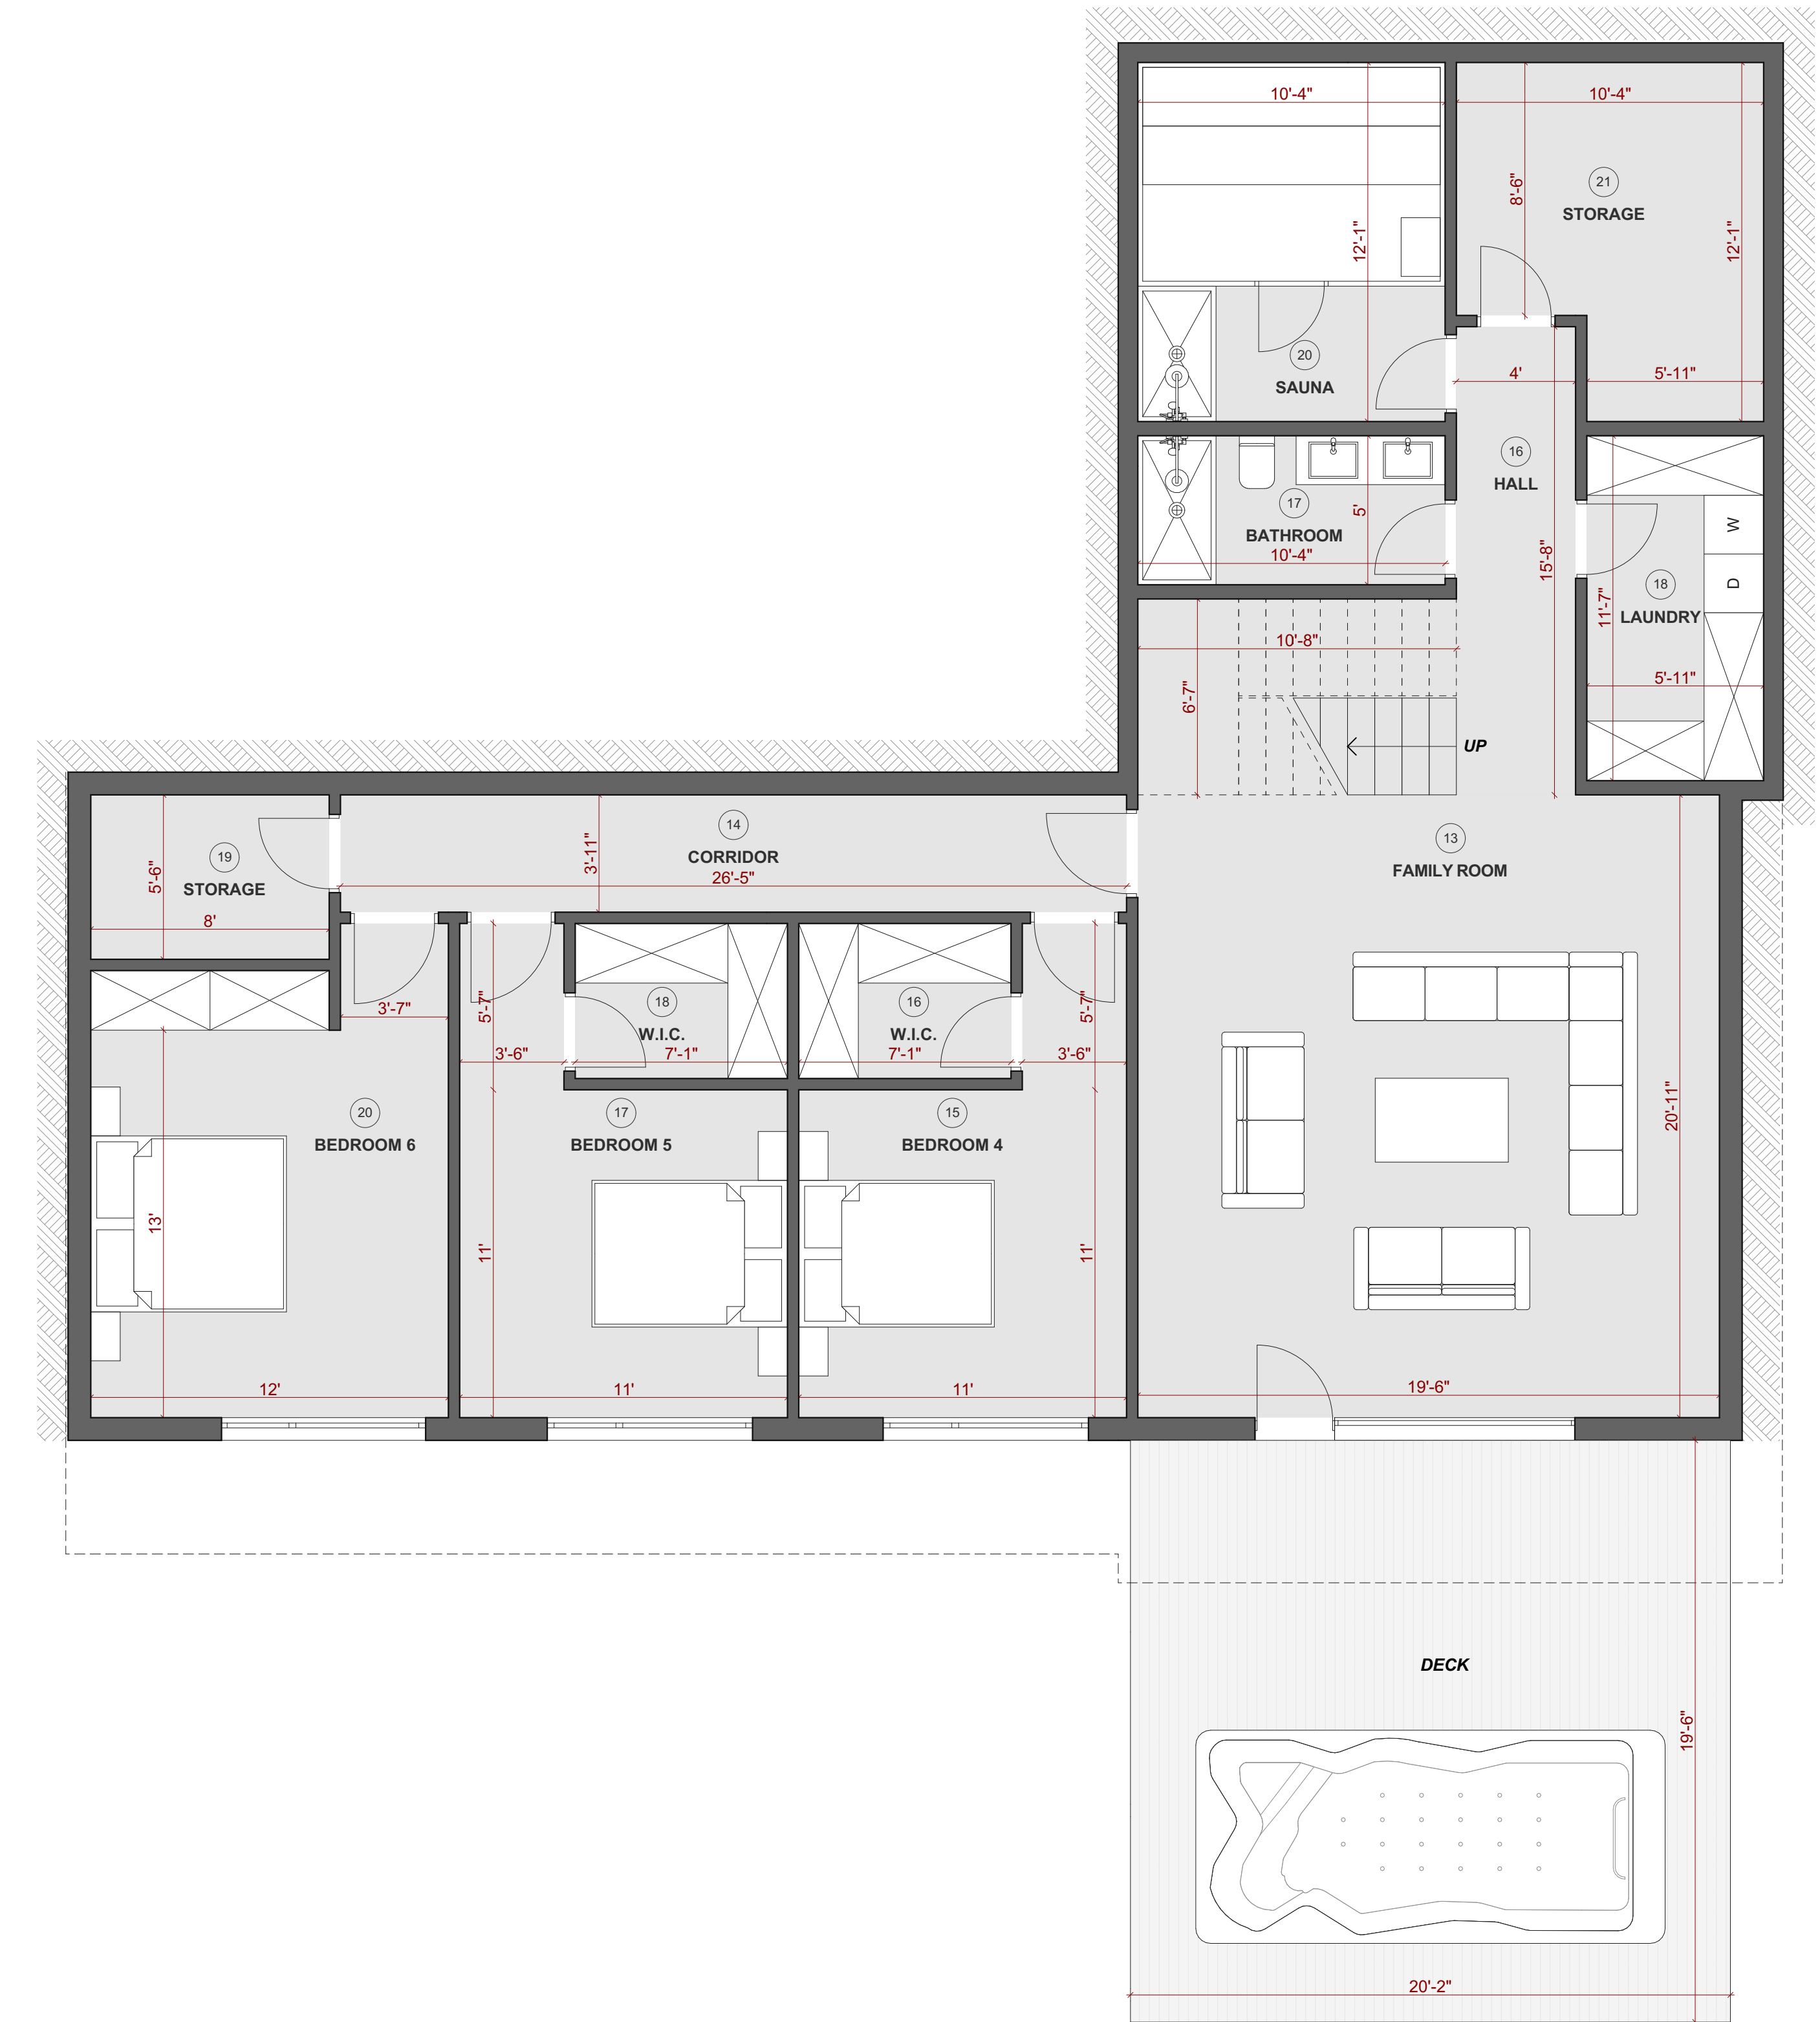 10'-4"
10'-4"
8'-6"
12'-1"
12'-1"
21
STORAGE
20
SAUNA
4'
5'-11"
16
HALL
17
BATHROOM
5'
10'-4"
W
D
15'-8"
18
LAUNDRY
11'-7"
5'-11"
10'-8"
6'-7"
UP
14
CORRIDOR
3'-11"
26'-5"
13
FAMILY ROOM
19
STORAGE
5'-6"
8'
3'-7"
5'-7"
18
W.I.C.
3'-6"
7'-1"
16
W.I.C.
7'-1"
3'-6"
5'-7"
20
BEDROOM 6
17
BEDROOM 5
15
BEDROOM 4
20'-11"
13'
11'
11'
12'
11'
11'
19'-6"
DECK
19'-6"
20'-2"